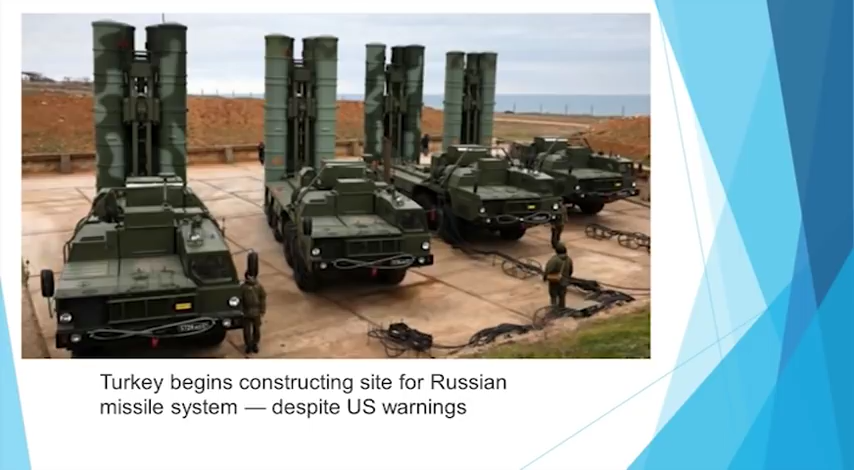 Turkey begins constructing site for Russian
missile system — despite US warnings